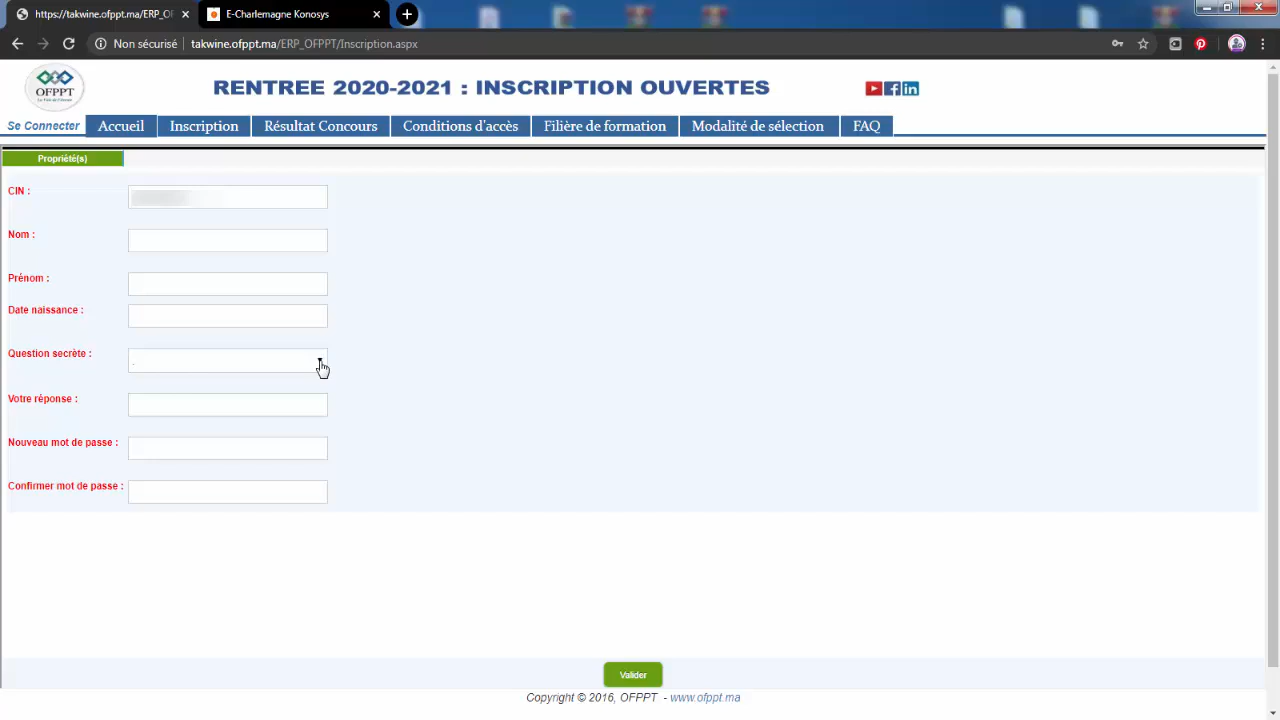 https://takwine.ofppt.ma/ERP_OF
E-Charlemagne Konosys
Non sécurisé
takwine.ofppt.ma/ERP_OFPPT/Inscription.aspx
OFPPT
RENTREE 2020-2021 : INSCRIPTION OUVERTES
Se Connecter
Accueil
Inscription
Résultat Concours
Conditions d'accès
Filière de formation
Modalité de sélection
FAQ
Propriété(s)
CIN :
Nom :
Prénom :
Date naissance :
Question secrète :
Votre réponse :
Nouveau mot de passe :
Confirmer mot de passe :
Valider
Copyright © 2016, OFPPT - www.ofppt.ma